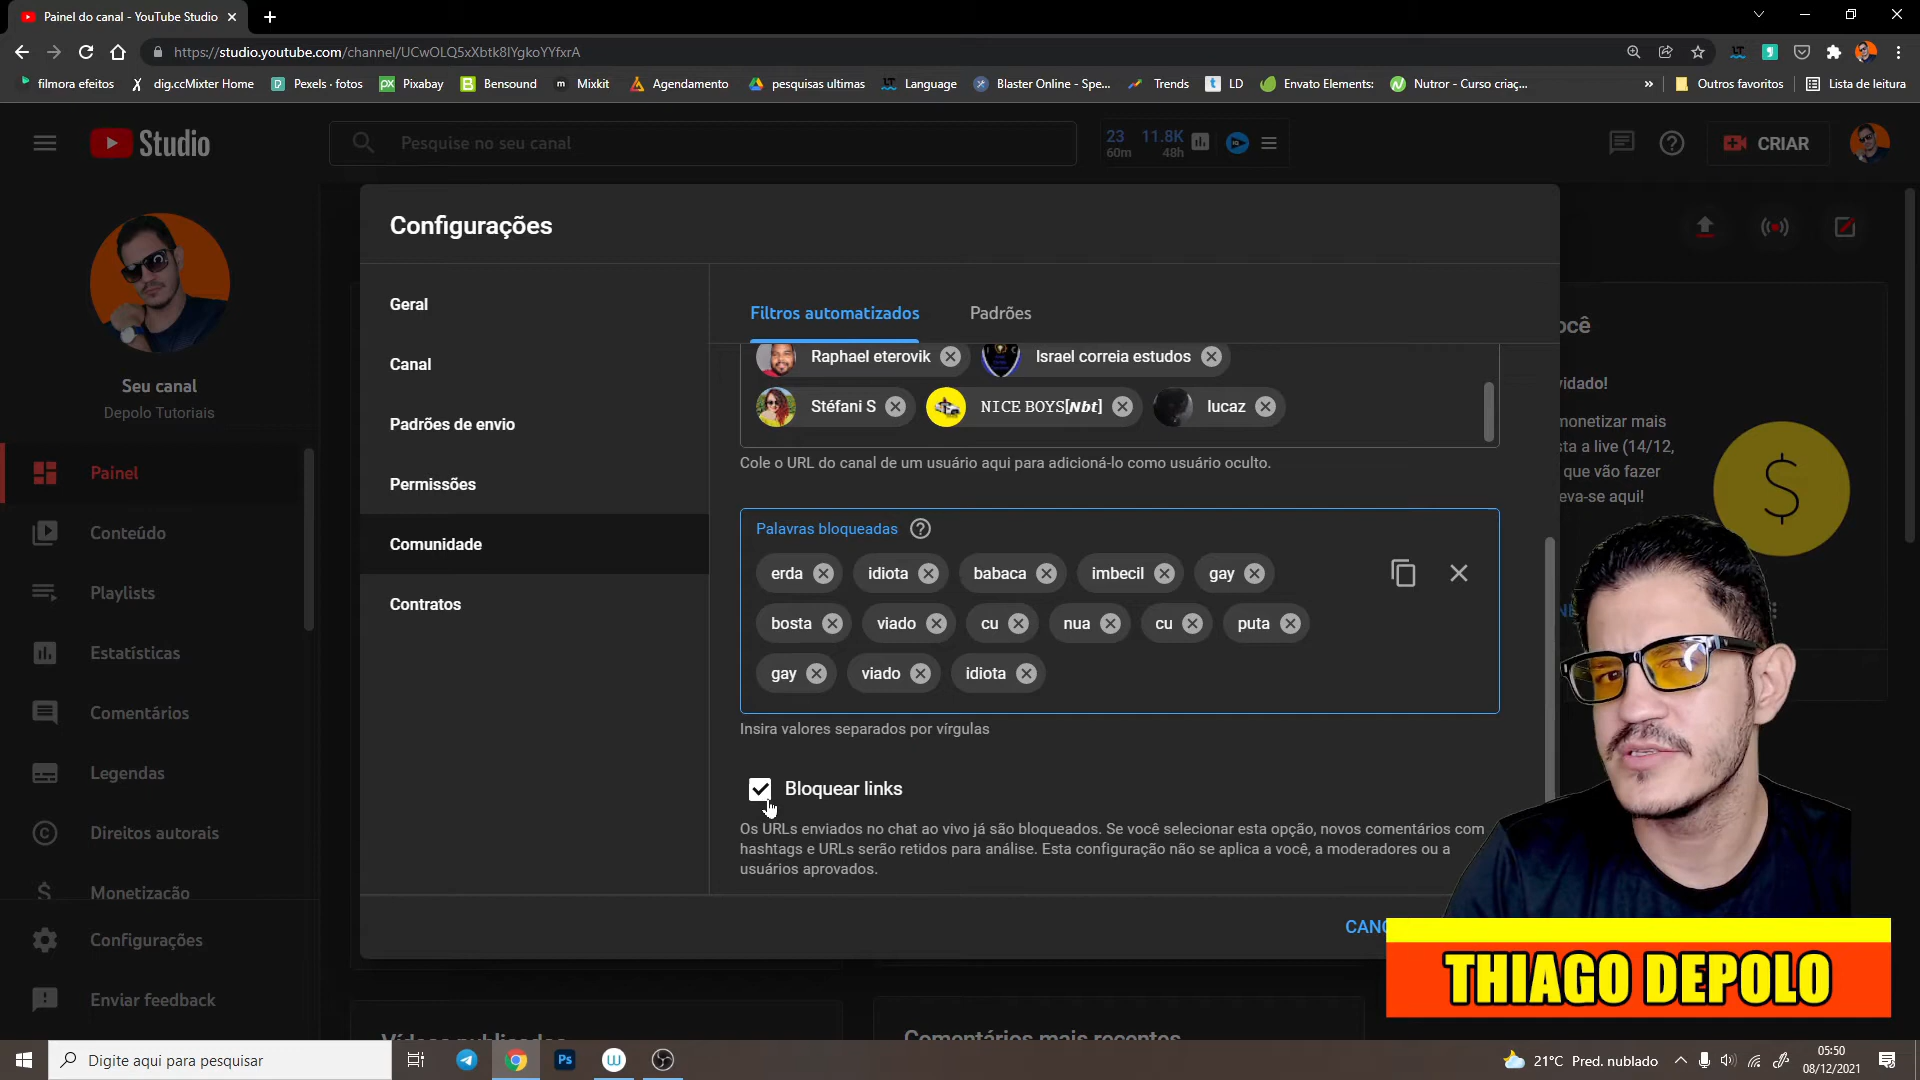 Painel do canal - YouTube Studio
https://studio.youtube.com/channel/UCwOLQ5xXbtk8lYgkoYYfxrA
filmora efeitos
dig.ccMixter Home
Pexels · fotos
Pixabay
Bensound
Mixkit
Agendamento
pesquisas ultimas
Language
Blaster Online - Spe...
Trends
LD
Envato Elements:
Nutror - Curso criaç...
»
Outros favoritos
Lista de leitura
Studio
Pesquise no seu canal
23
60m
11.8K
48h
CRIAR
Seu canal
Depolo Tutoriais
Painel
Conteúdo
Playlists
Estatísticas
Comentários
Legendas
Direitos autorais
Monetização
Configurações
Enviar feedback
Configurações
Geral
Canal
Padrões de envio
Permissões
Comunidade
Contratos
Filtros automatizados
Padrões
Raphael eterovik
Israel correia estudos
Stéfani S
NICE BOYS[Nbt]
lucaz
Cole o URL do canal de um usuário aqui para adicioná-lo como usuário oculto.
Palavras bloqueadas
erda idiota babaca imbecil gay
bosta viado cu nua cu puta
gay viado idiota
Insira valores separados por vírgulas
Bloquear links
Os URLs enviados no chat ao vivo já são bloqueados. Se você selecionar esta opção, novos comentários com
hashtags e URLs serão retidos para análise. Esta configuração não se aplica a você, a moderadores ou a
usuários aprovados.
CANC
ocê
vidado!
monetizar mais
sta a live (14/12,
que vão fazer
eva-se aqui!
Comentários mais recentes
THIAGO DEPOLO
Digite aqui para pesquisar
Ps
21°C Pred. nublado
05:50
08/12/2021